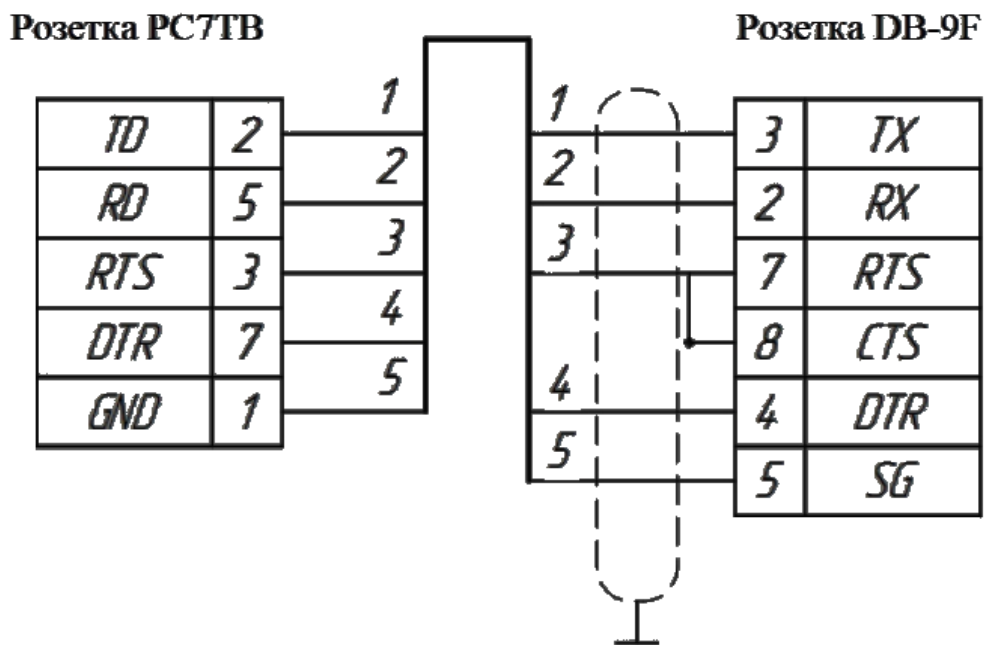 Розетка РС7ТВ
Розетка DB-9F
TD 2
RD 5
RTS 3
DTR 7
GND 1
1
2
3
4
5
1
2
3
4
5
3 TX
2 RX
7 RTS
8 CTS
4 DTR
5 SG